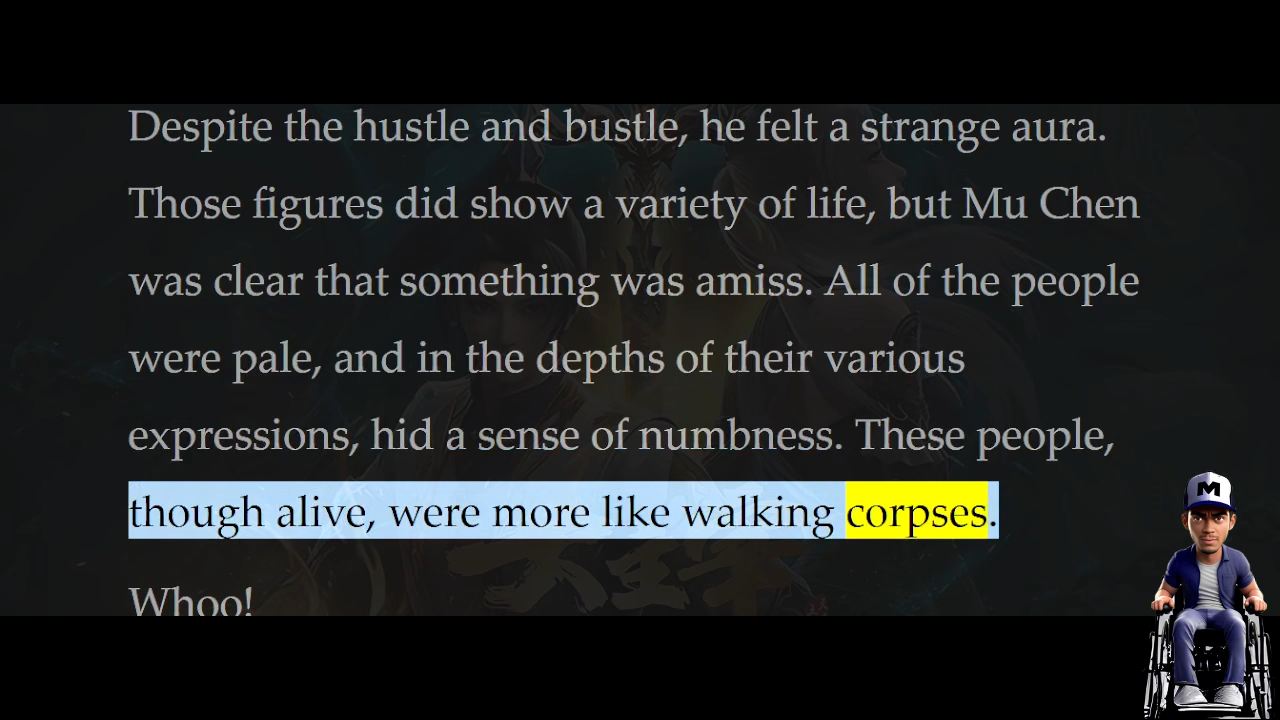 Despite the hustle and bustle, he felt a strange aura.
Those figures did show a variety of life, but Mu Chen
was clear that something was amiss. All of the people
were pale, and in the depths of their various
expressions, hid a sense of numbness. These people,
though alive, were more like walking corpses.
Whoo!
M